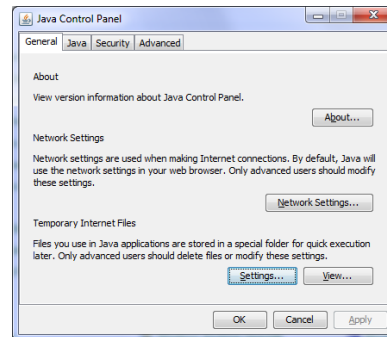 Java Control Panel
General Java Security Advanced
About
View version information about Java Control Panel.
About...
Network Settings
Network settings are used when making Internet connections. By default, Java will
use the network settings in your web browser. Only advanced users should modify
these settings.
Network Settings...
Temporary Internet Files
Files you use in Java applications are stored in a special folder for quick execution
later. Only advanced users should delete files or modify these settings.
Settings... View...
OK Cancel Apply